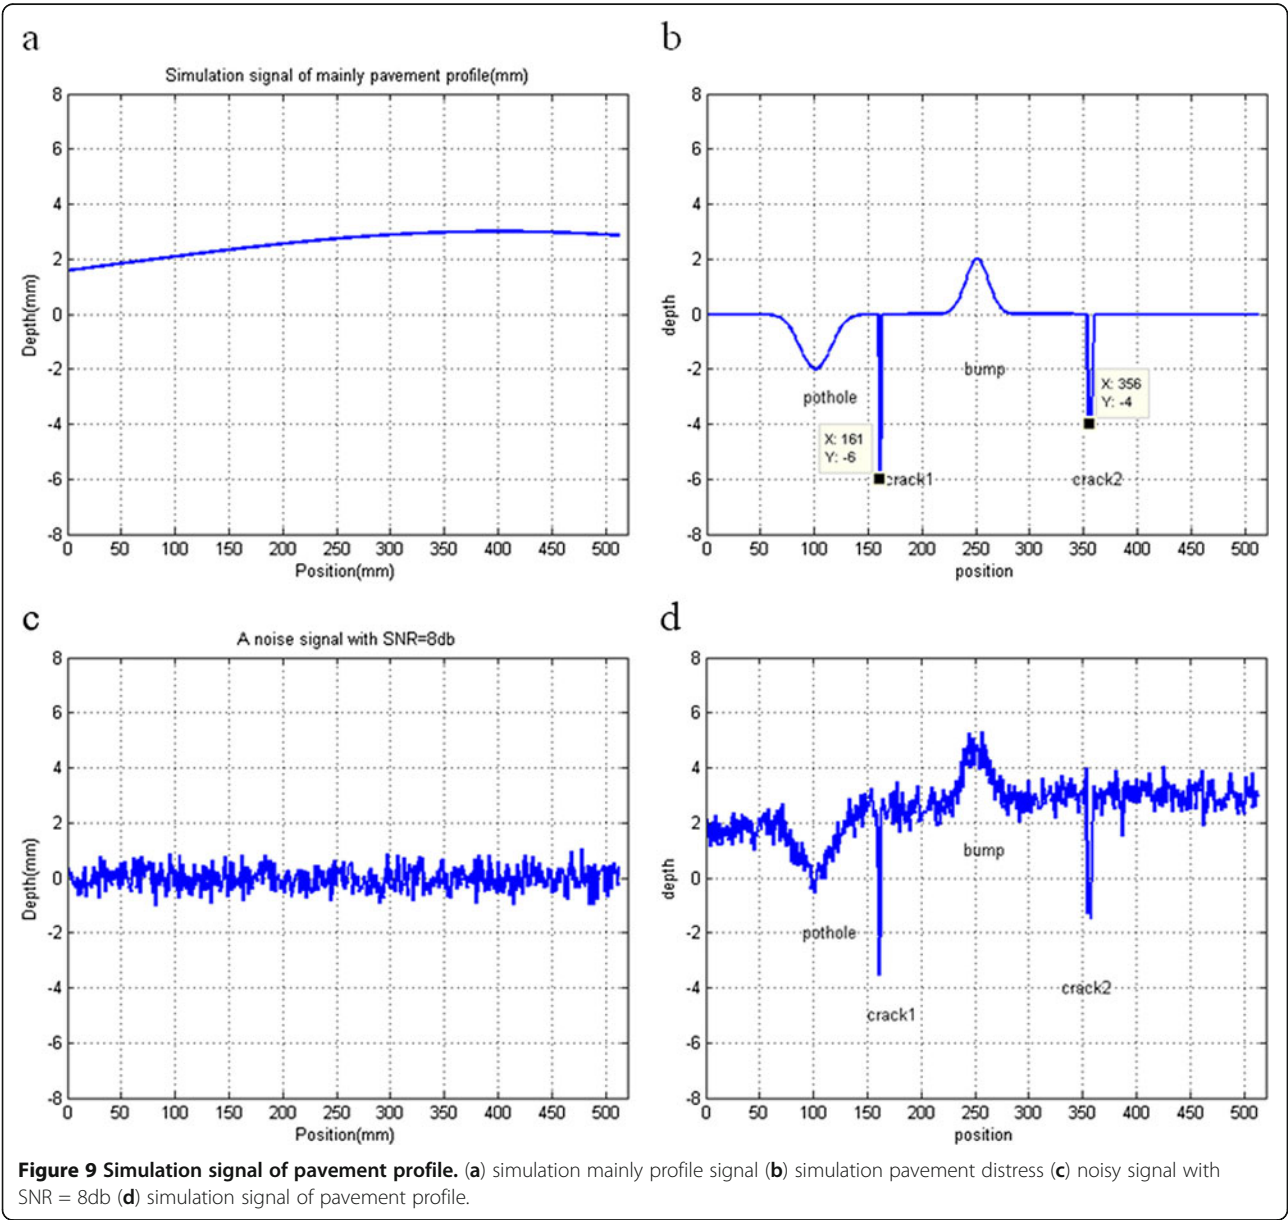 a
Simulation signal of mainly pavement profile(mm)
8
6
4
2
0
-2
-4
-6
-8
Depth(mm)
0 50 100 150 200 250 300 350 400 450 500
Position(mm)
b
8
6
4
2
0
-2
-4
-6
-8
depth
pothole
bump
X: 161
Y: -6
crack1
X: 356
Y: -4
crack2
0 50 100 150 200 250 300 350 400 450 500
position
c
A noise signal with SNR=8db
8
6
4
2
0
-2
-4
-6
-8
Depth(mm)
0 50 100 150 200 250 300 350 400 450 500
Position(mm)
d
8
6
4
2
0
-2
-4
-6
-8
depth
pothole
bump
crack1
crack2
0 50 100 150 200 250 300 350 400 450 500
position
Figure 9 Simulation signal of pavement profile. (a) simulation mainly profile signal (b) simulation pavement distress (c) noisy signal with
SNR = 8db (d) simulation signal of pavement profile.